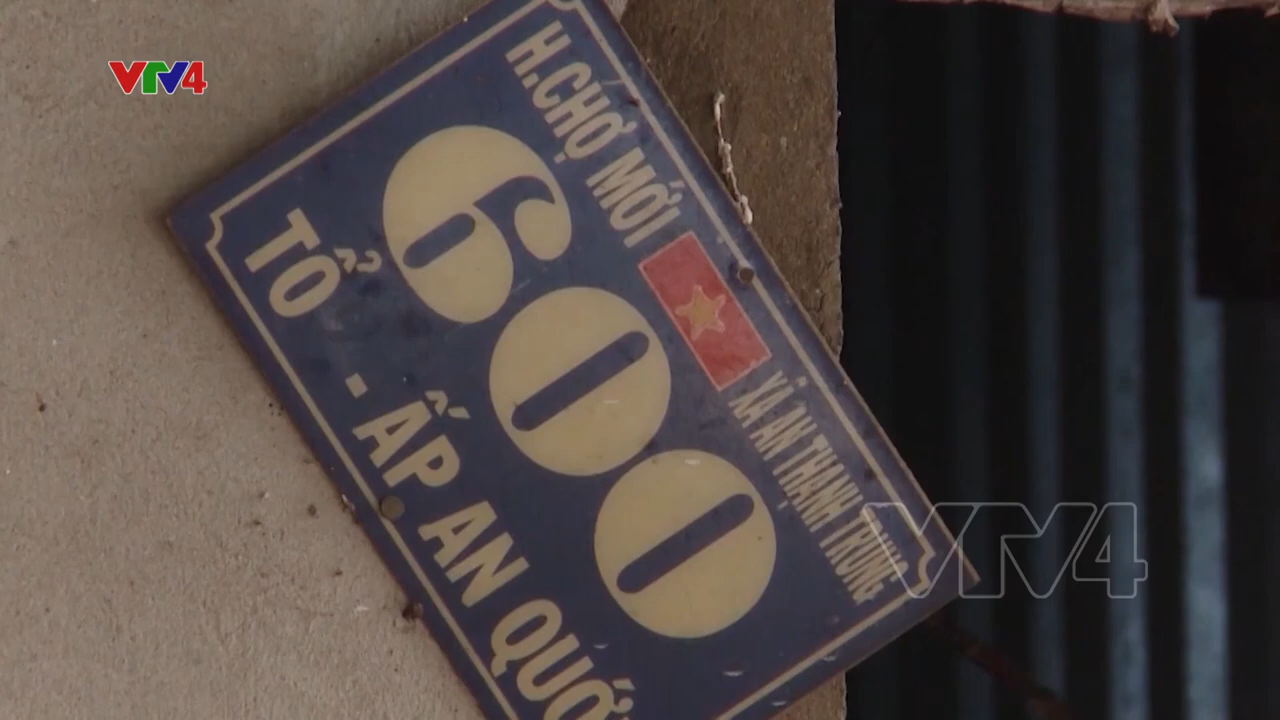 VTV4
H.CHỢ MỚI XÃ AN THẠNH TRUNG
600
TỔ - ẤP AN
VTV4